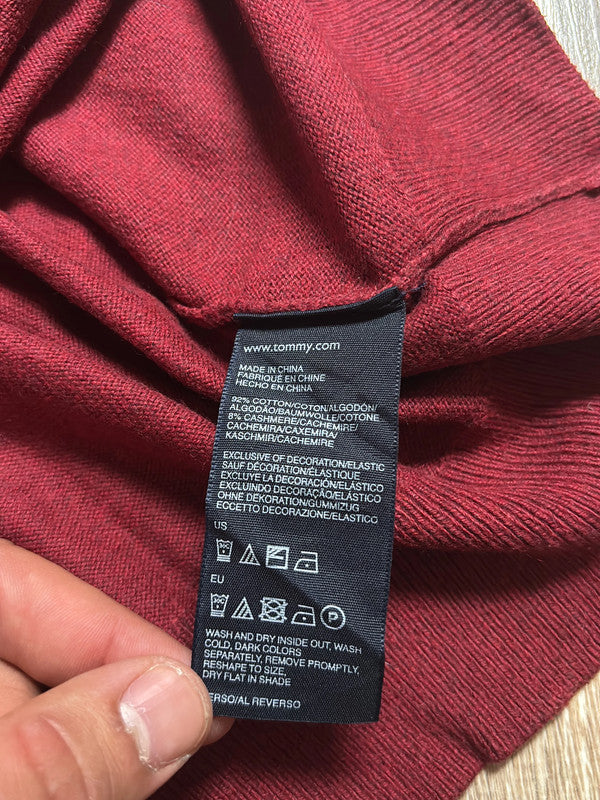 www.tommy.com
MADE IN CHINA
FABRIQUÉ EN CHINE
HECHO EN CHINA
92% COTTON/COTON/ALGODÓN/
ALGODÃO/BAUMWOLLE/COTONE
8% CASHMERE/CACHEMIRE/
CACHEMIRA/CAXEMIRA/
KASCHMIR/CACHEMIRE
EXCLUSIVE OF DECORATION/ELASTIC
SAUF DÉCORATION/ÉLASTIQUE
EXCLUYE LA DECORACIÓN/ELÁSTICO
EXCLUINDO DECORAÇÃO/ELÁSTICO
OHNE DEKORATION/GUMMIZUG
ECCETTO DECORAZIONE/ELASTICO
US
EU
P
WASH AND DRY INSIDE OUT, WASH
COLD, DARK COLORS
SEPARATELY, REMOVE PROMPTLY,
RESHAPE TO SIZE,
DRY FLAT IN SHADE
ERSO/AL REVERSO